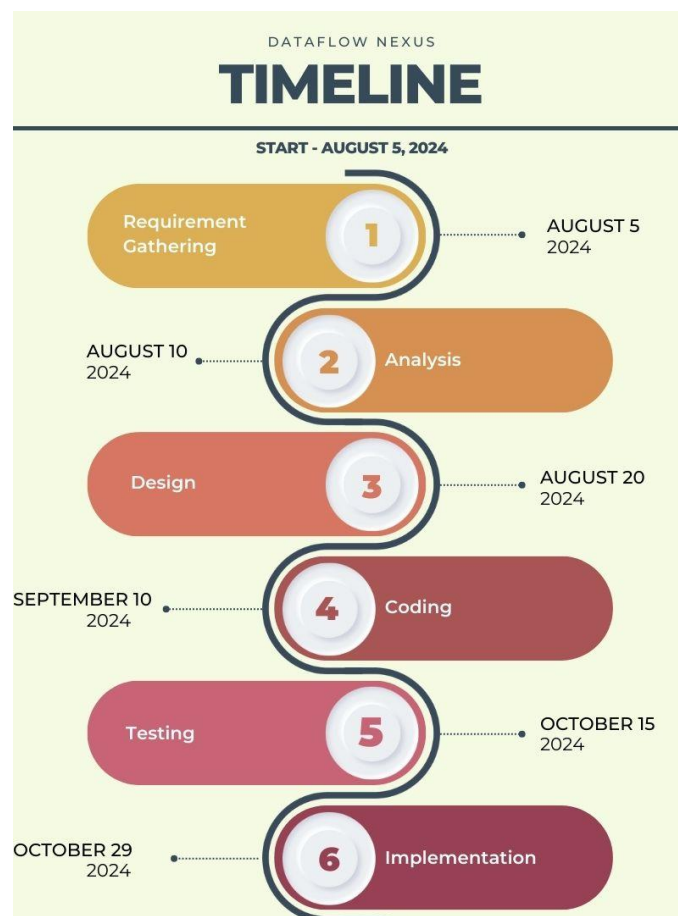 DATAFLOW NEXUS
TIMELINE
START - AUGUST 5, 2024
Requirement
Gathering
1
AUGUST 5
2024
AUGUST 10
2024
2
Analysis
Design
3
AUGUST 20
2024
SEPTEMBER 10
2024
4
Coding
Testing
5
OCTOBER 15
2024
OCTOBER 29
2024
6
Implementation